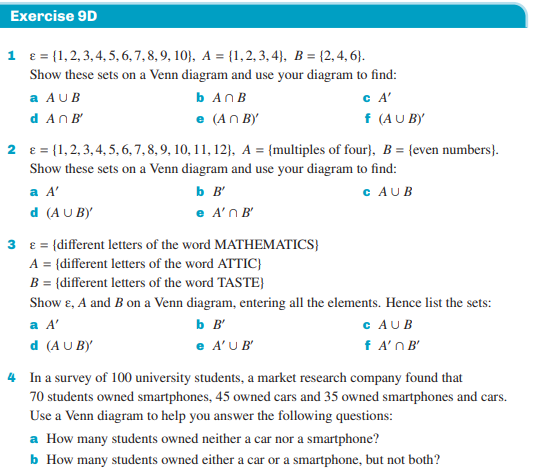 Exercise 9D
1 ε = {1, 2, 3, 4, 5, 6, 7, 8, 9, 10}, A = {1, 2, 3, 4}, B = {2, 4, 6}.
Show these sets on a Venn diagram and use your diagram to find:
a A ∪ B b A ∩ B c A′
d A ∩ B′ e (A ∩ B)′ f (A ∪ B)′
2 ε = {1, 2, 3, 4, 5, 6, 7, 8, 9, 10, 11, 12}, A = {multiples of four}, B = {even numbers}.
Show these sets on a Venn diagram and use your diagram to find:
a A′ b B′ c A ∪ B
d (A ∪ B)′ e A′ ∩ B′
3 ε = {different letters of the word MATHEMATICS}
A = {different letters of the word ATTIC}
B = {different letters of the word TASTE}
Show ε, A and B on a Venn diagram, entering all the elements. Hence list the sets:
a A′ b B′ c A ∪ B
d (A ∪ B)′ e A′ ∪ B′ f A′ ∩ B′
4 In a survey of 100 university students, a market research company found that
70 students owned smartphones, 45 owned cars and 35 owned smartphones and cars.
Use a Venn diagram to help you answer the following questions:
a How many students owned neither a car nor a smartphone?
b How many students owned either a car or a smartphone, but not both?